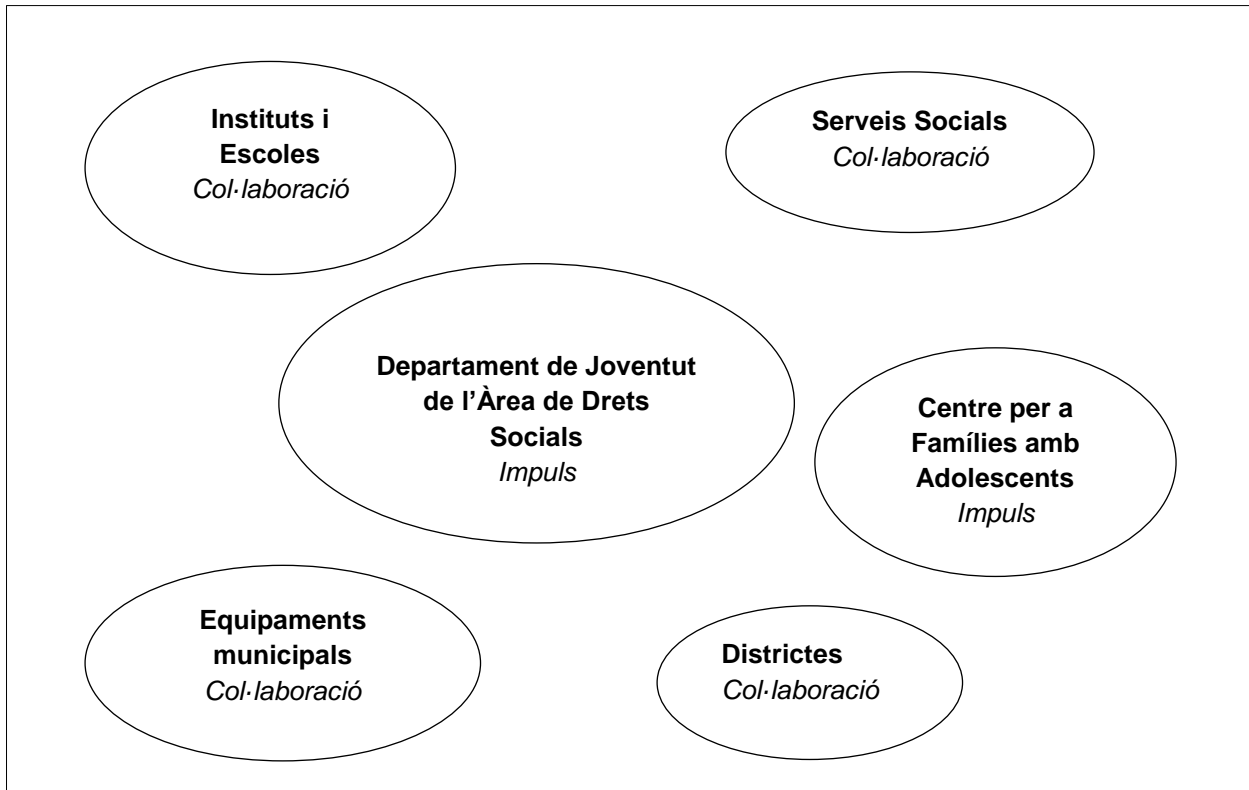 Instituts i
Escoles
Col·laboració
Serveis Socials
Col·laboració
Departament de Joventut
de l’Àrea de Drets
Socials
Impuls
Centre per a
Famílies amb
Adolescents
Impuls
Equipaments
municipals
Col·laboració
Districtes
Col·laboració